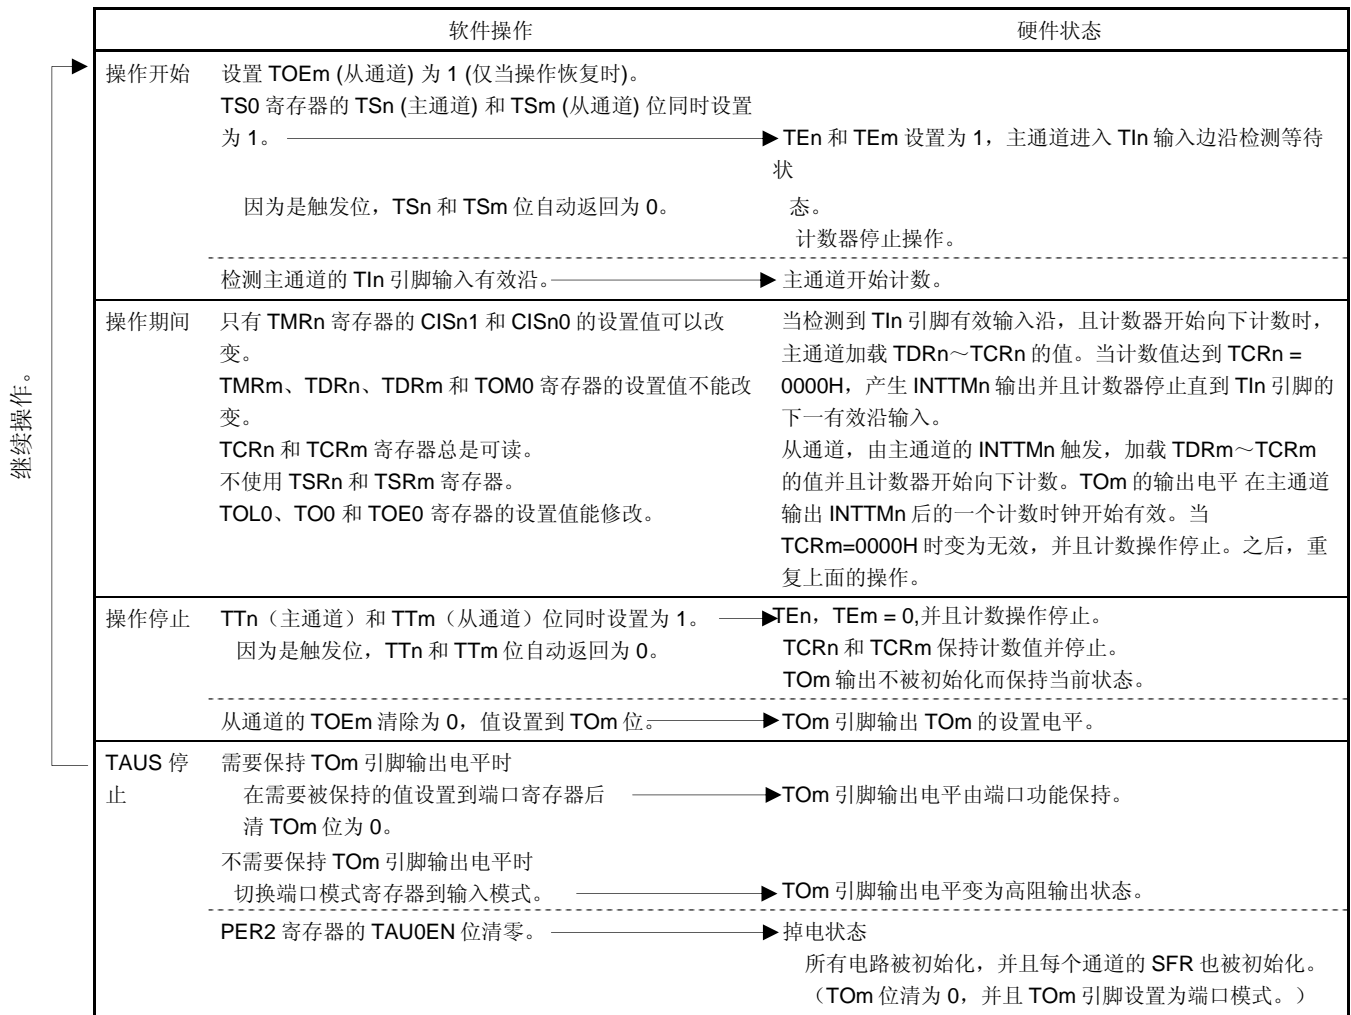 软件操作
硬件状态
操作开始
设置 TOEm (从通道) 为 1 (仅当操作恢复时)。
TS0 寄存器的 TSn (主通道) 和 TSm (从通道) 位同时设置
为 1。
TEn 和 TEm 设置为 1，主通道进入 TIn 输入边沿检测等待
状
因为是触发位，TSn 和 TSm 位自动返回为 0。
态。
计数器停止操作。
检测主通道的 TIn 引脚输入有效沿。
主通道开始计数。
操作期间
只有 TMRn 寄存器的 CISn1 和 CISn0 的设置值可以改
变。
TMRm、TDRn、TDRm 和 TOM0 寄存器的设置值不能改
变。
TCRn 和 TCRm 寄存器总是可读。
不使用 TSRn 和 TSRm 寄存器。
TOL0、TO0 和 TOE0 寄存器的设置值能修改。
当检测到 TIn 引脚有效输入沿，且计数器开始向下计数时，
主通道加载 TDRn～TCRn 的值。当计数值达到 TCRn =
0000H，产生 INTTMn 输出并且计数器停止直到 TIn 引脚的
下一有效沿输入。
从通道，由主通道的 INTTMn 触发，加载 TDRm～TCRm
的值并且计数器开始向下计数。TOm 的输出电平 在主通道
输出 INTTMn 后的一个计数时钟开始有效。当
TCRm=0000H 时变为无效，并且计数操作停止。之后，重
复上面的操作。
操作停止
TTn（主通道）和 TTm（从通道）位同时设置为 1。
因为是触发位，TTn 和 TTm 位自动返回为 0。
TEn，TEm = 0,并且计数操作停止。
TCRn 和 TCRm 保持计数值并停止。
TOm 输出不被初始化而保持当前状态。
从通道的 TOEm 清除为 0，值设置到 TOm 位。
TOm 引脚输出 TOm 的设置电平。
TAUS 停
止
需要保持 TOm 引脚输出电平时
在需要被保持的值设置到端口寄存器后
清 TOm 位为 0。
TOm 引脚输出电平由端口功能保持。
不需要保持 TOm 引脚输出电平时
切换端口模式寄存器到输入模式。
TOm 引脚输出电平变为高阻输出状态。
PER2 寄存器的 TAU0EN 位清零。
掉电状态
所有电路被初始化，并且每个通道的 SFR 也被初始化。
（TOm 位清为 0，并且 TOm 引脚设置为端口模式。）
继续操作。